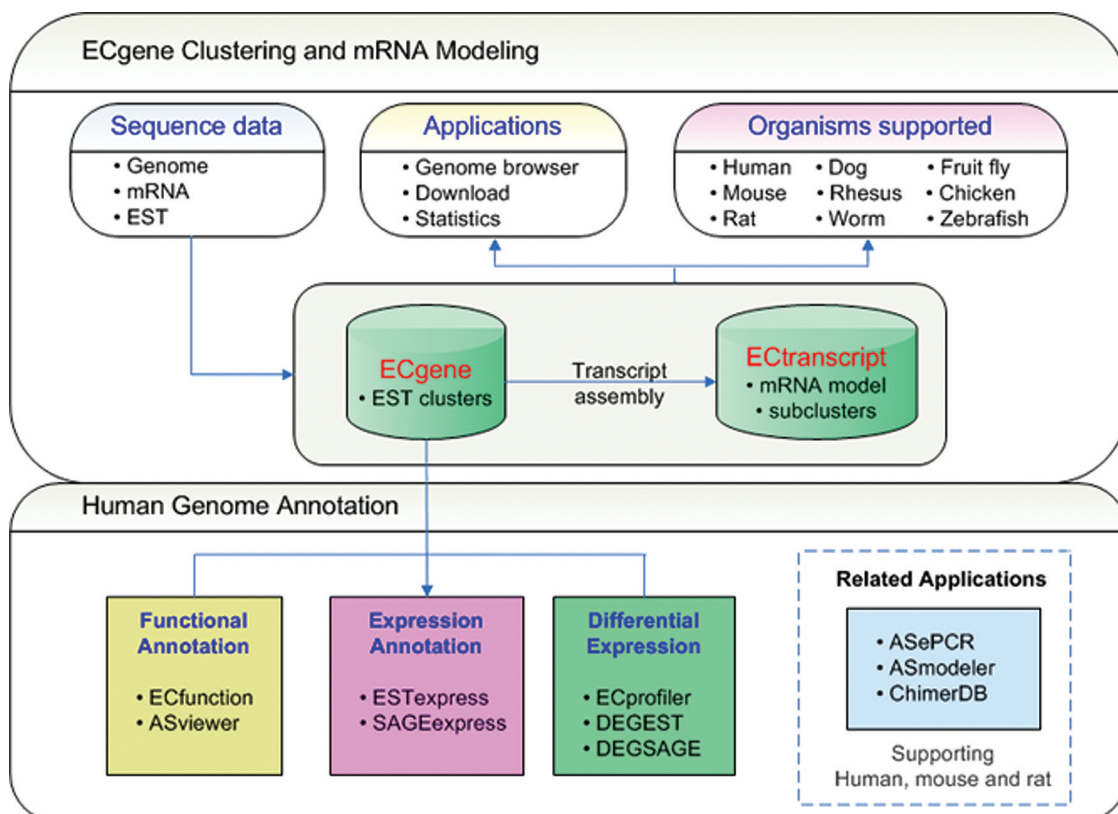 ECgene Clustering and mRNA Modeling
Sequence data
• Genome
• mRNA
• EST
Applications
• Genome browser
• Download
• Statistics
Organisms supported
• Human • Dog • Fruit fly
• Mouse • Rhesus • Chicken
• Rat • Worm • Zebrafish
ECgene
• EST clusters
Transcript
assembly
ECtranscript
• mRNA model
• subclusters
Human Genome Annotation
Functional
Annotation
• ECfunction
• ASviewer
Expression
Annotation
• ESTexpress
• SAGEexpress
Differential
Expression
• ECprofiler
• DEGEST
• DEGSAGE
Related Applications
• ASePCR
• ASmodeler
• ChimerDB
Supporting
Human, mouse and rat